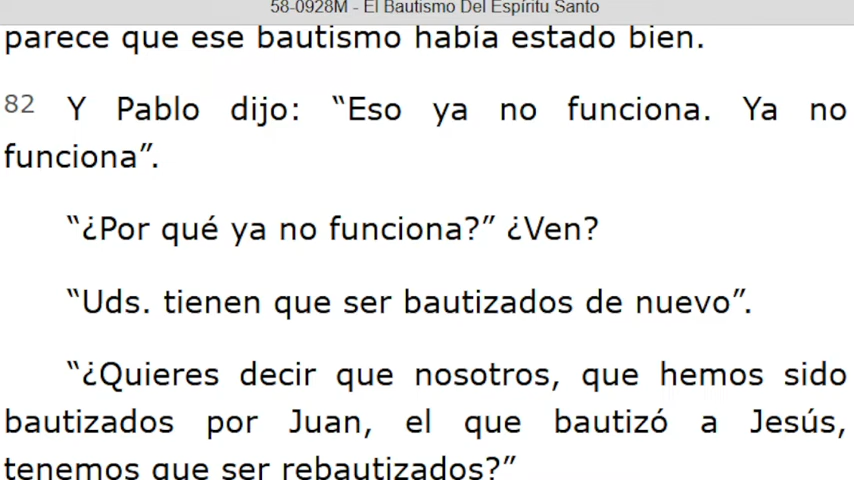 58-0928M - El Bautismo Del Espíritu Santo
parece que ese bautismo había estado bien.
82 Y Pablo dijo: “Eso ya no funciona. Ya no
funciona”.
“¿Por qué ya no funciona?” ¿Ven?
“Uds. tienen que ser bautizados de nuevo”.
“¿Quieres decir que nosotros, que hemos sido
bautizados por Juan, el que bautizó a Jesús,
tenemos que ser rebautizados?”